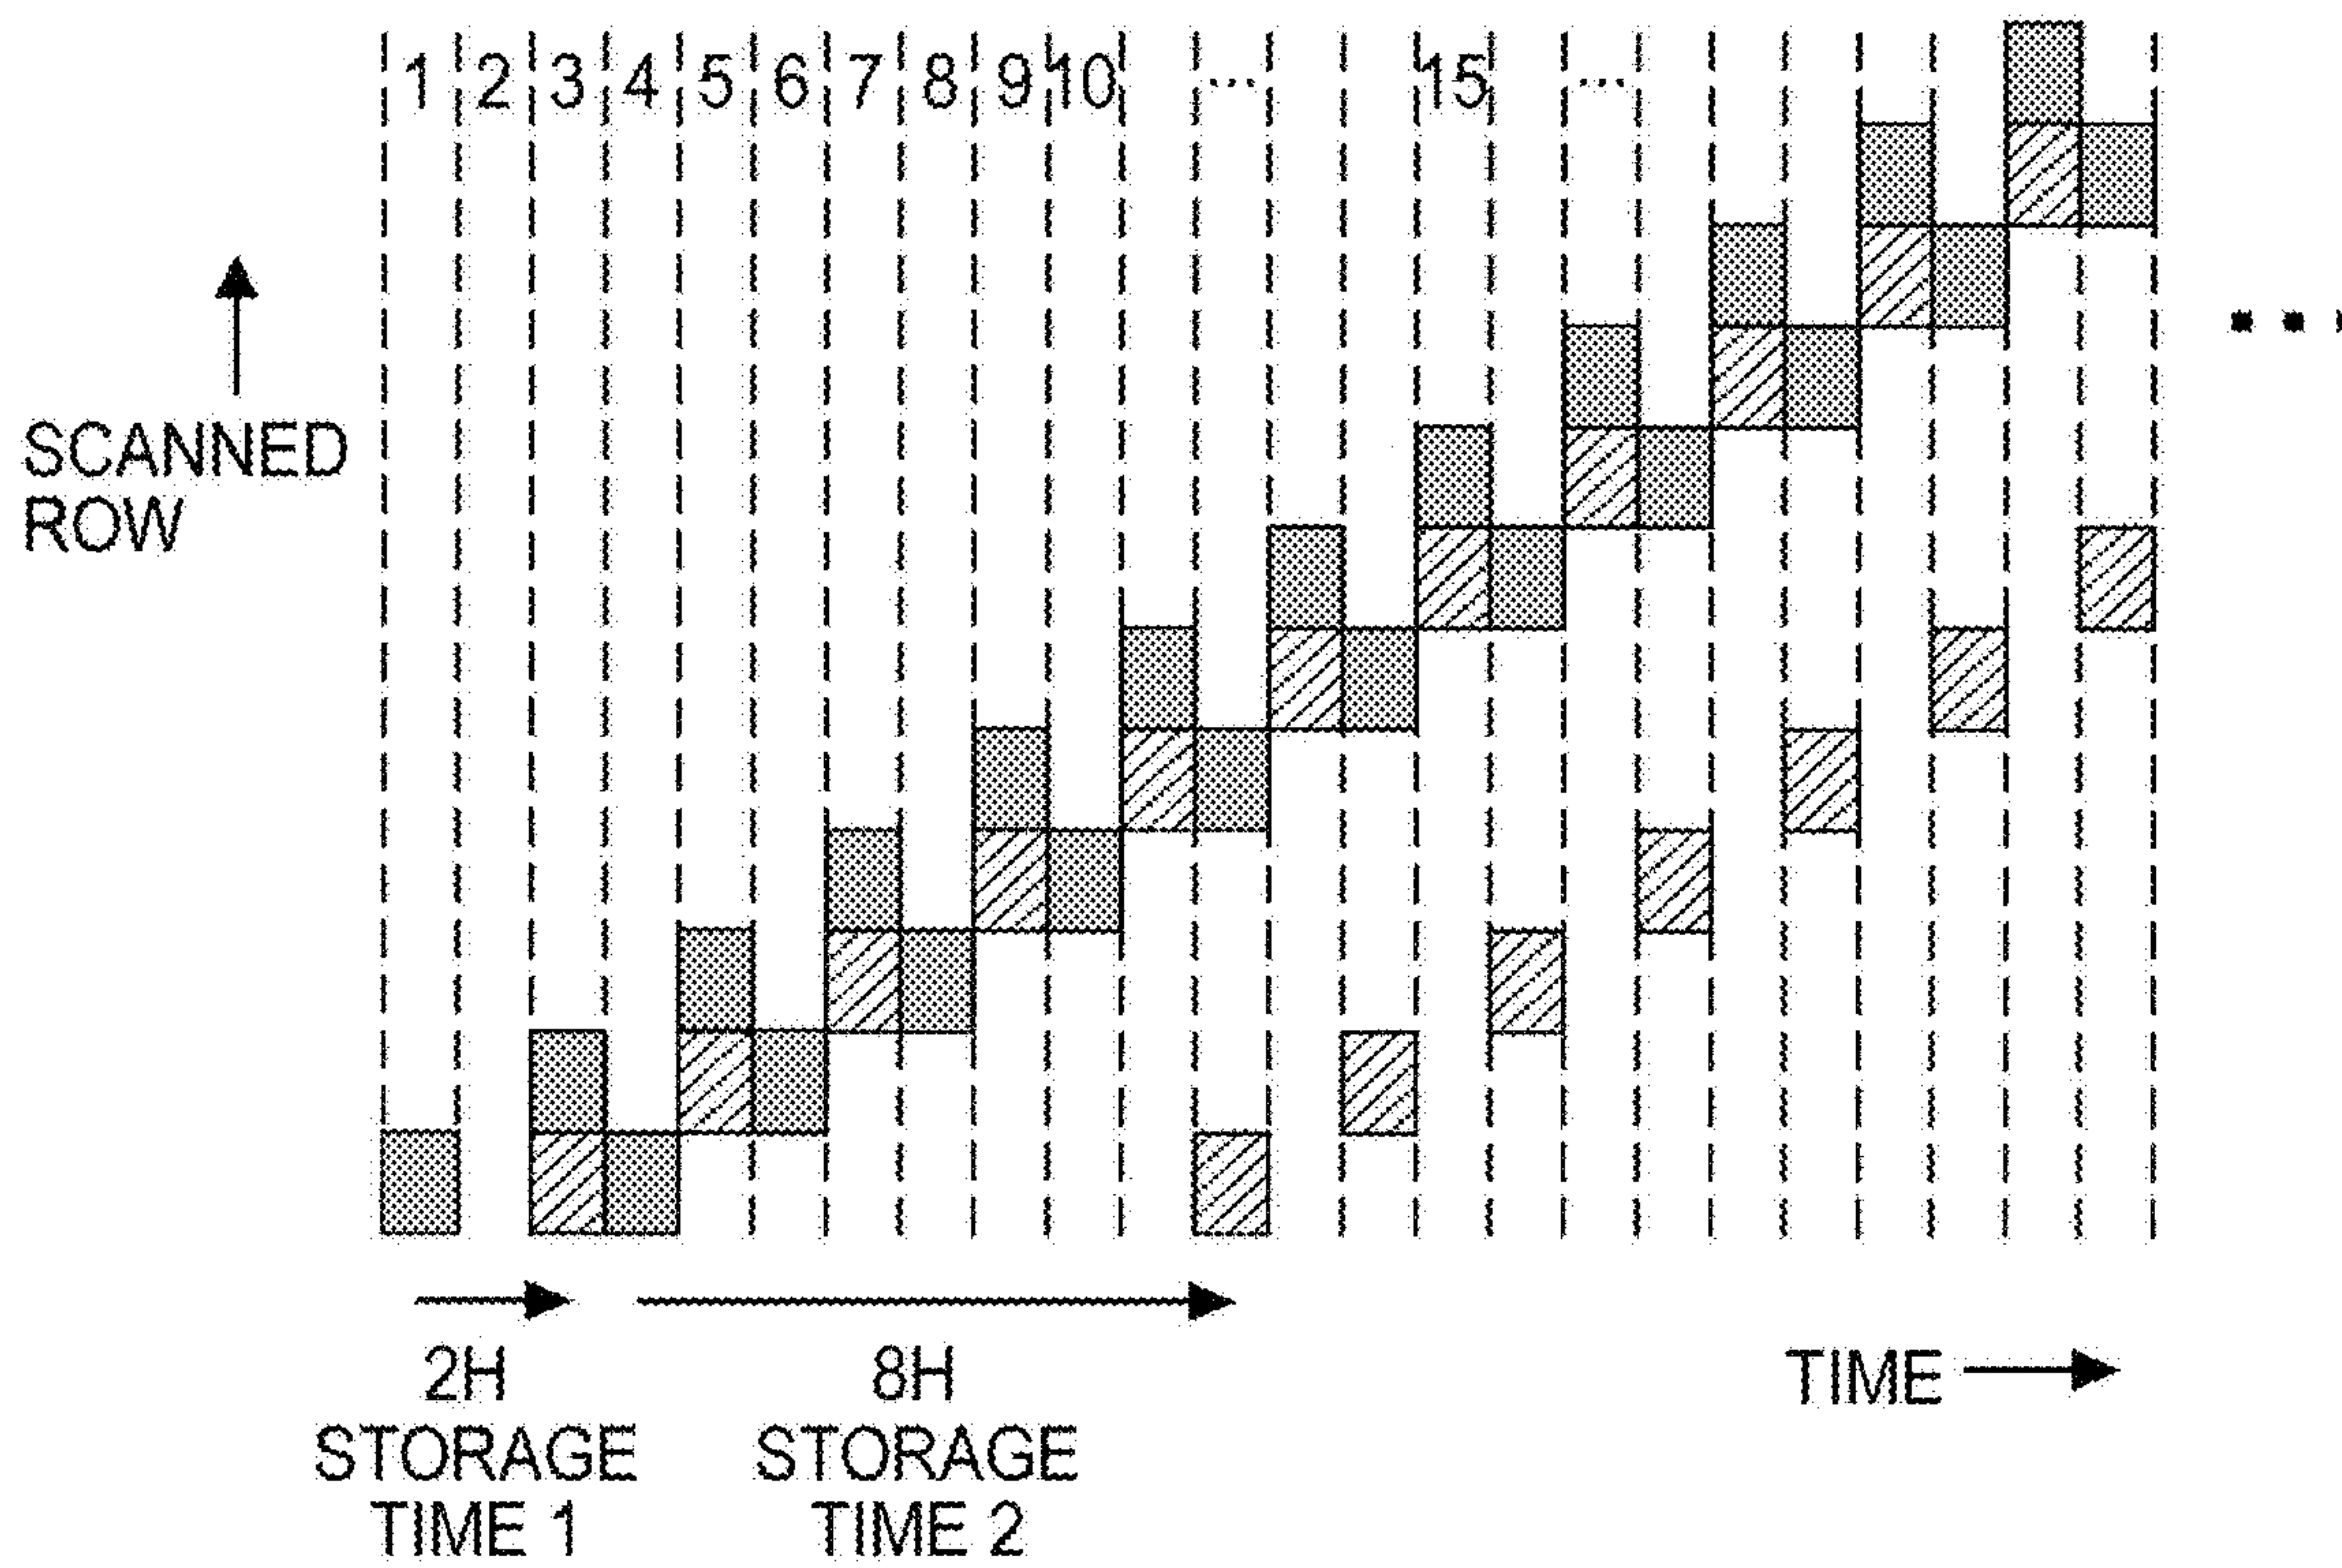 1 2 3 4 5 6 7 8 9 10 ... 15 ...
SCANNED
ROW
...
2H
STORAGE
TIME 1
8H
STORAGE
TIME 2
TIME